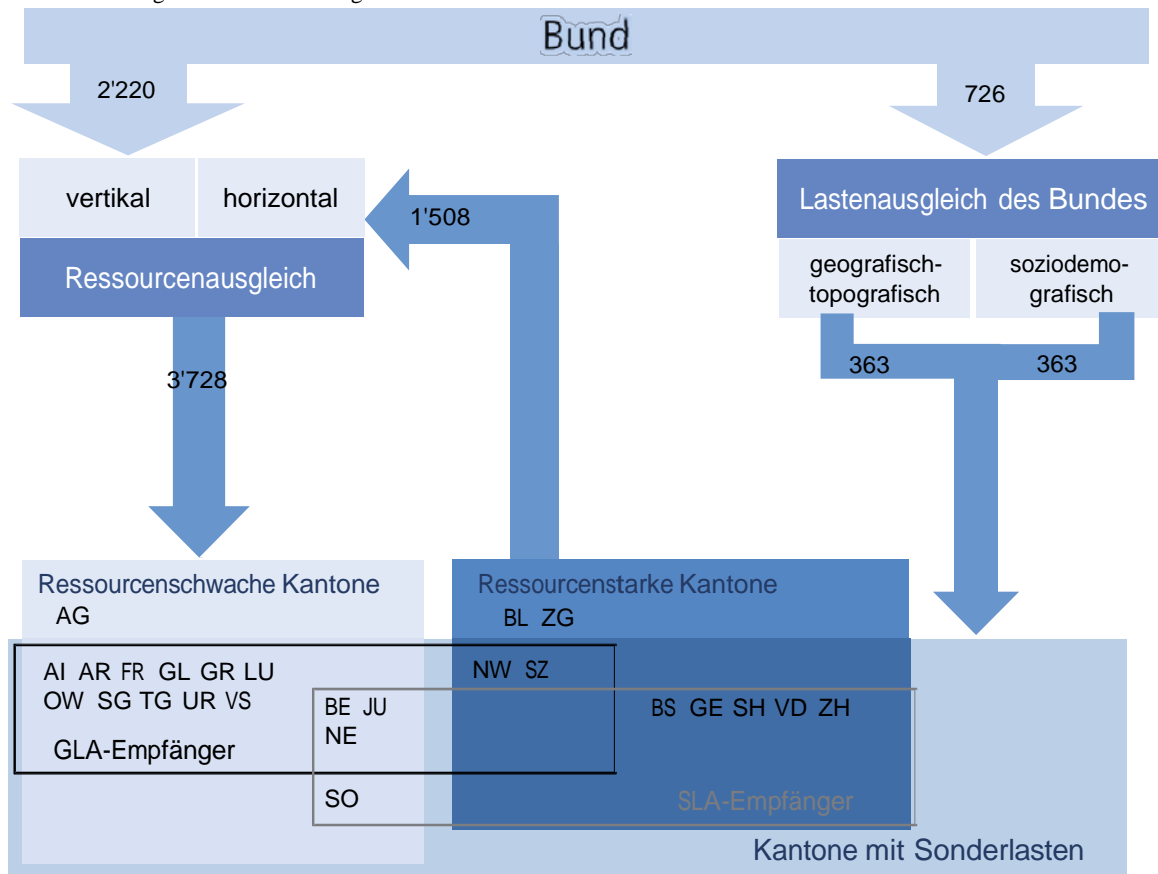 Bund
2'220
726
vertikal
horizontal
1'508
Lastenausgleich des Bundes
Ressourcenausgleich
geografisch-
topografisch
soziodemo-
grafisch
363
363
3'728
Ressourcenschwache Kantone
AG
Ressourcenstarke Kantone
BL ZG
AI AR FR GL GR LU
OW SG TG UR VS
GLA-Empfänger
NW SZ
BE JU
NE
BS GE SH VD ZH
SO
SLA-Empfänger
Kantone mit Sonderlasten